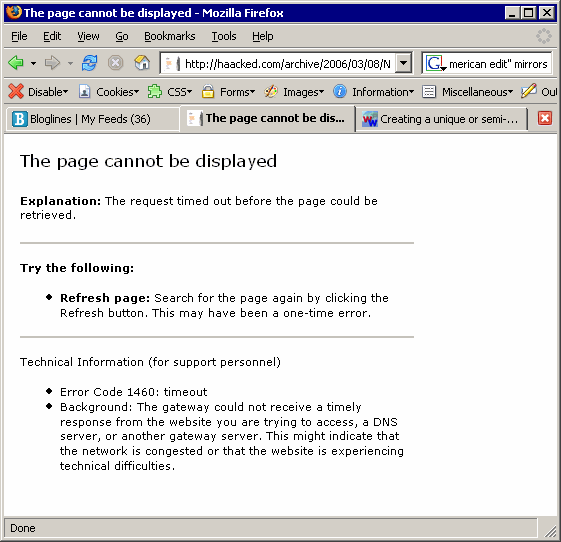 The page cannot be displayed - Mozilla Firefox
File Edit View Go Bookmarks Tools Help
http://haacked.com/archive/2006/03/08/N G merican edit" mirrors
Disable Cookies CSS Forms Images Information Miscellaneous Out
Bloglines | My Feeds (36) The page cannot be dis... Creating a unique or semi-...
The page cannot be displayed
Explanation: The request timed out before the page could be
retrieved.
Try the following:
Refresh page: Search for the page again by clicking the
Refresh button. This may have been a one-time error.
Technical Information (for support personnel)
Error Code 1460: timeout
Background: The gateway could not receive a timely
response from the website you are trying to access, a DNS
server, or another gateway server. This might indicate that
the network is congested or that the website is experiencing
technical difficulties.
Done